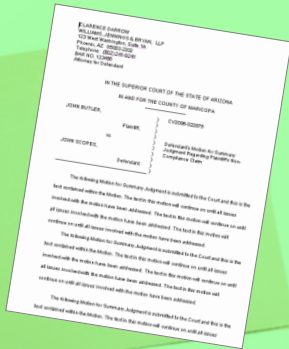 CLARENCE DARROW
WILLIAMS, JENNINGS & BRYAN, LLP
123 West Washington, Suite 3A
Phoenix, AZ
Telephone:
BAR NO. 123456
Attorney for Defendant
IN THE SUPERIOR COURT OF THE STATE OF ARIZONA
IN AND FOR THE COUNTY OF MARICOPA
JOHN BUTLER,
Plaintiff,
vs.
JOHN SCOPES,
Defendant.
Defendant's Motion for Summary
Judgment Regarding Plaintiff's Non-
Compliance Claim
The following Motion for Summary Judgment is submitted to the Court and this is the
text contained within the Motion. The text in this motion will continue on until all issues
involved with the motion have been addressed. The text in this motion will continue on until
all issues involved with the motion have been addressed. The text in this motion will
continue on until all issues involved with the motion have been addressed.
The following Motion for Summary Judgment is submitted to the Court and this is the
text contained within the Motion. The text in this motion will continue on until all issues
involved with the motion have been addressed. The text in this motion will continue on until
all issues involved with the motion have been addressed. The text in this motion will
continue on until all issues involved with the motion have been addressed.
The following Motion for Summary Judgment is submitted to the Court and this is the
text contained within the Motion. The text in this motion will continue on until all issues